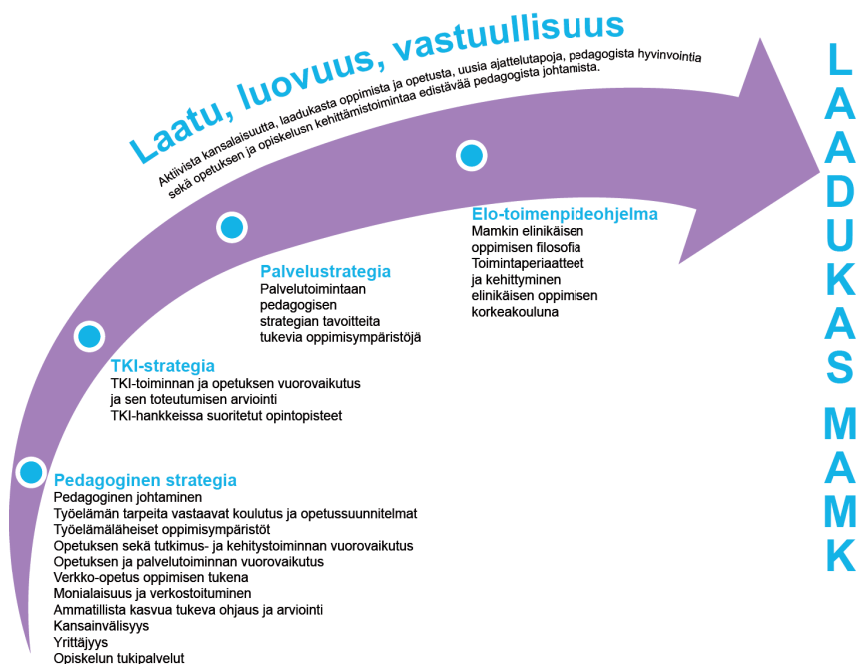 Laatu, luovuus, vastuullisuus
Aktiivista kansalaisuutta, laadukasta oppimista ja opetusta, uusia ajattelutapoja, pedagogista hyvinvointia
sekä opetuksen ja opiskelusn kehittämistoimintaa edistävää pedagogista johtamista.
Elo-toimenpideohjelma
Mamkin elinikäisen
oppimisen filosofia
Toimintaperiaatteet
ja kehittyminen
elinikäisen oppimisen
korkeakouluna
Palvelustrategia
Palvelutoimintaan
pedagogisen
strategian tavoitteita
tukevia oppimisympäristöjä
TKI-strategia
TKI-toiminnan ja opetuksen vuorovaikutus
ja sen toteutumisen arviointi
TKI-hankkeissa suoritetut opintopisteet
Pedagoginen strategia
Pedagoginen johtaminen
Työelämän tarpeita vastaavat koulutus ja opetussuunnitelmat
Työelämäläheiset oppimisympäristöt
Opetuksen sekä tutkimus- ja kehitystoiminnan vuorovaikutus
Opetuksen ja palvelutoiminnan vuorovaikutus
Verkko-opetus oppimisen tukena
Monialaisuus ja verkostoituminen
Ammatillista kasvua tukeva ohjaus ja arviointi
Kansainvälisyys
Yrittäjyys
Opiskelun tukipalvelut
LAADUKAS MAMK